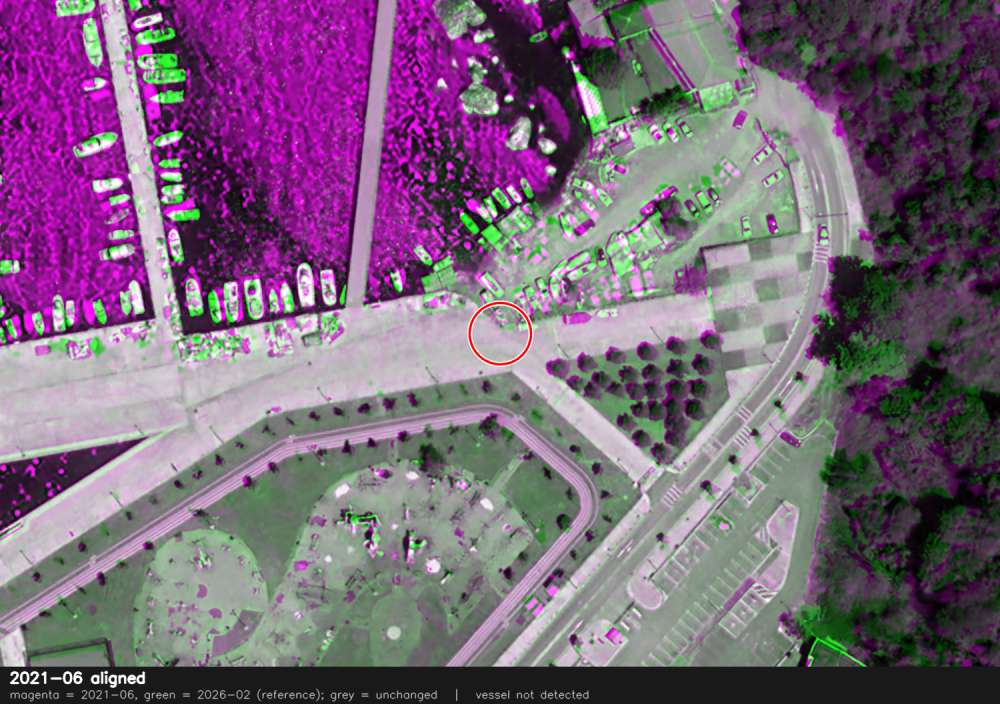 2021-06 aligned
magenta = 2021-06, green = 2026-02 (reference); grey = unchanged | vessel not detected